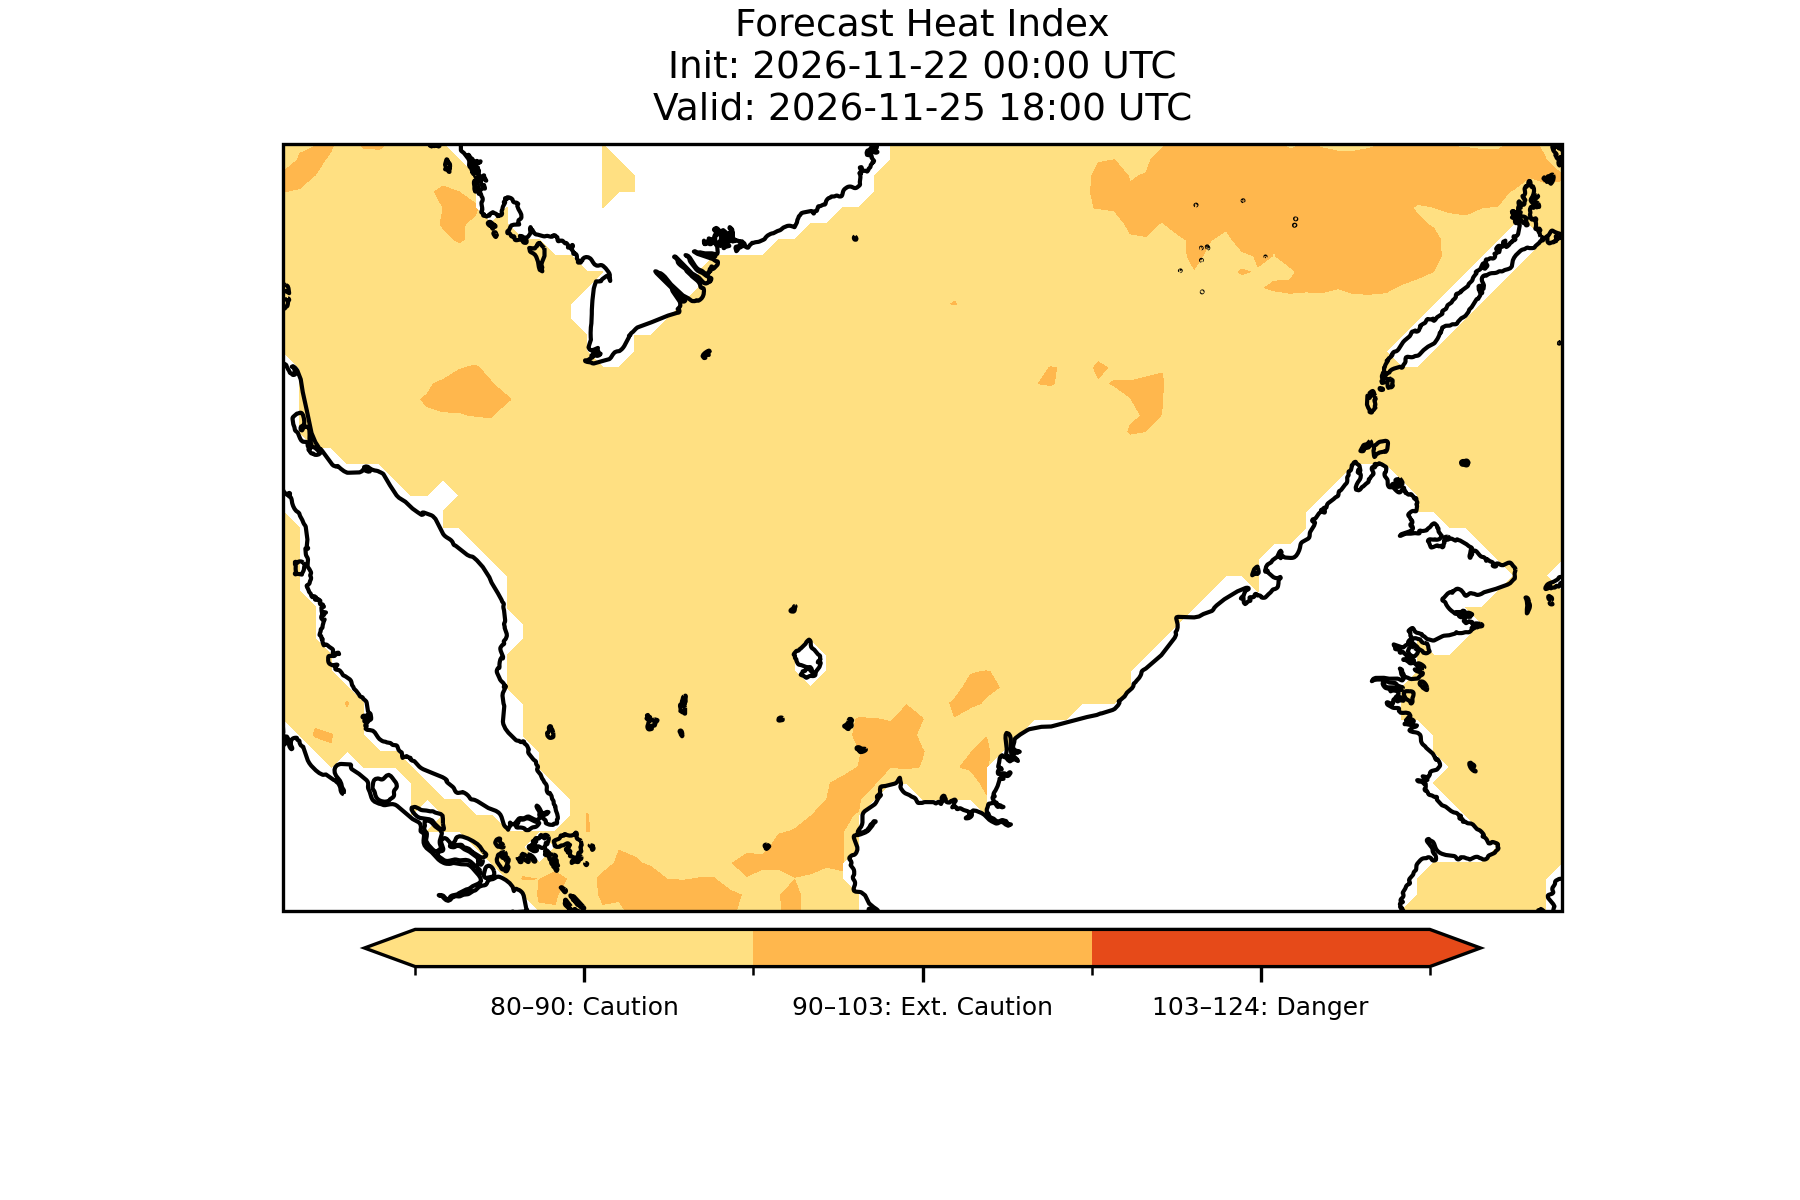 Forecast Heat Index
Init: 2026-11-22 00:00 UTC
Valid: 2026-11-25 18:00 UTC
80–90: Caution
90–103: Ext. Caution
103–124: Danger